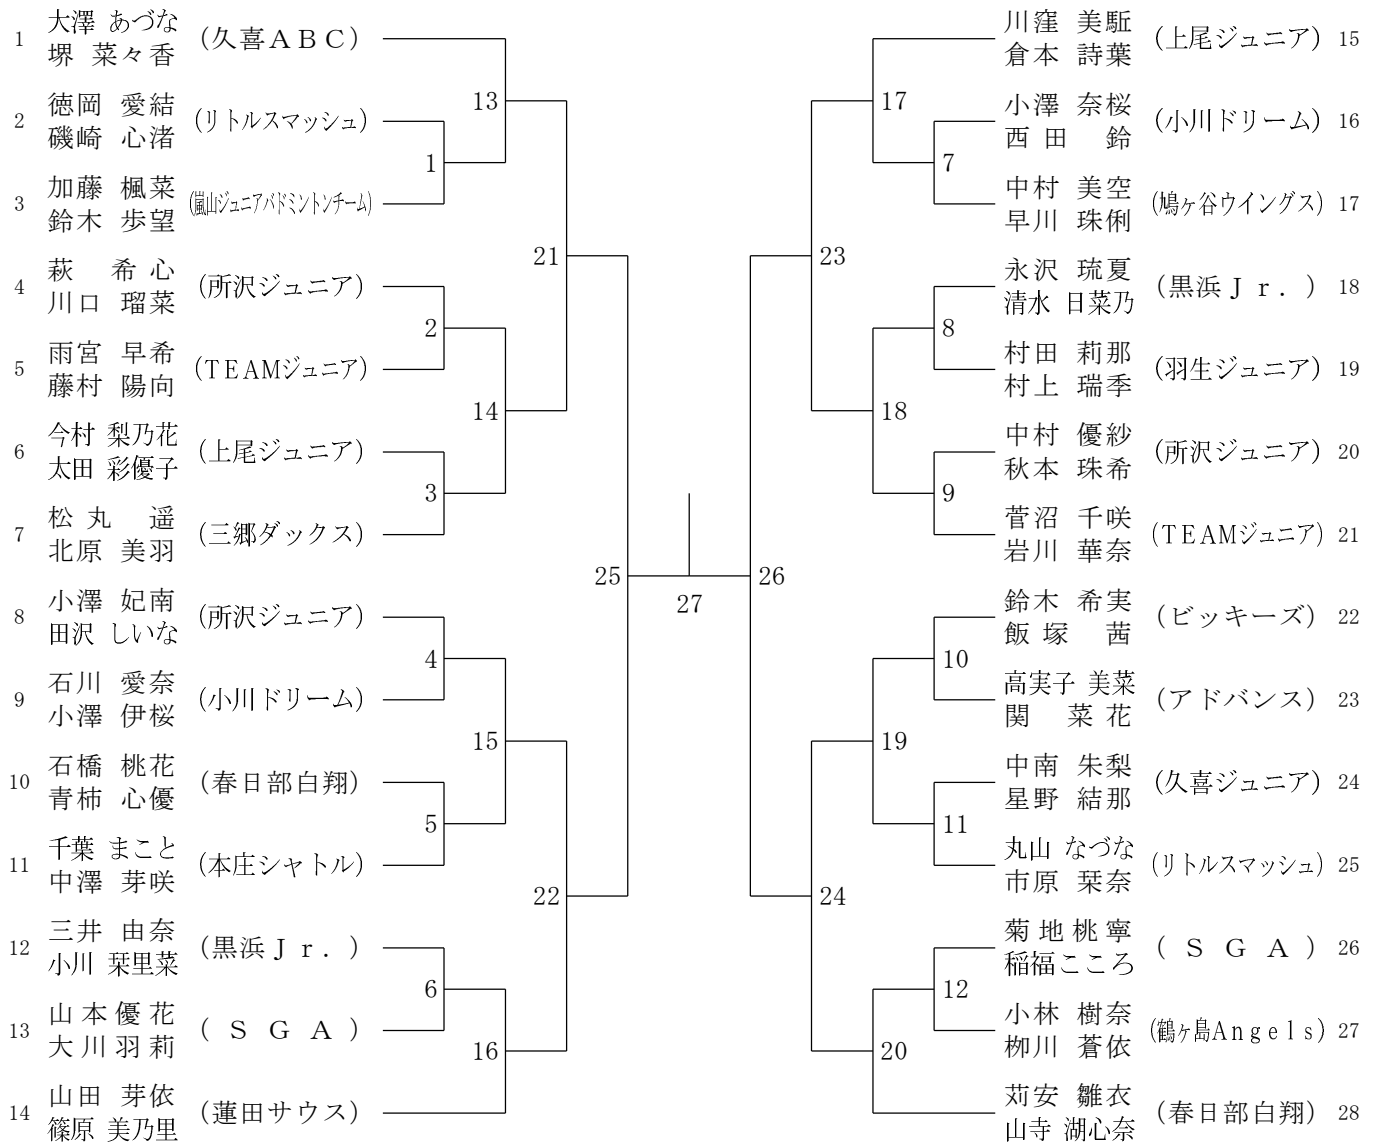 1 大澤 あづな (久喜ABC)
堺 菜々香
2 徳岡 愛結 (リトルスマッシュ)
磯崎 心渚
3 加藤 楓菜 (嵐山ジュニアバドミントンチーム)
鈴木 歩望
4 萩 希心 (所沢ジュニア)
川口 瑠菜
5 雨宮 早希 (TEAMジュニア)
藤村 陽向
6 今村 梨乃花 (上尾ジュニア)
太田 彩優子
7 松丸 遥 (三郷ダックス)
北原 美羽
8 小澤 妃南 (所沢ジュニア)
田沢 しいな
9 石川 愛奈 (小川ドリーム)
小澤 伊桜
10 石橋 桃花 (春日部白翔)
青柿 心優
11 千葉 まこと (本庄シャトル)
中澤 芽咲
12 三井 由奈 (黒浜Jr.)
小川 栞里菜
13 山本優花 (SGA)
大川羽莉
14 山田 芽依 (蓮田サウス)
篠原 美乃里
13
1
21
2
14
3
25
4
15
5
22
6
16
27
17
7
23
8
18
9
26
10
19
11
24
12
20
川窪 美駈 (上尾ジュニア) 15
倉本 詩葉
小澤 奈桜 (小川ドリーム) 16
西田 鈴
中村 美空 (鳩ヶ谷ウイングス) 17
早川 珠俐
永沢 琉夏 (黒浜Jr.) 18
清水 日菜乃
村田 莉那 (羽生ジュニア) 19
村上 瑞季
中村 優紗 (所沢ジュニア) 20
秋本 珠希
菅沼 千咲 (TEAMジュニア) 21
岩川 華奈
鈴木 希実 (ビッキーズ) 22
飯塚 茜
高実子 美菜 (アドバンス) 23
関 菜花
中南 朱梨 (久喜ジュニア) 24
星野 結那
丸山 なづな (リトルスマッシュ) 25
市原 栞奈
菊地桃寧 (SGA) 26
稲福こころ
小林 樹奈 (鶴ヶ島Angels) 27
栁川 蒼依
苅安 雛衣 (春日部白翔) 28
山寺 湖心奈